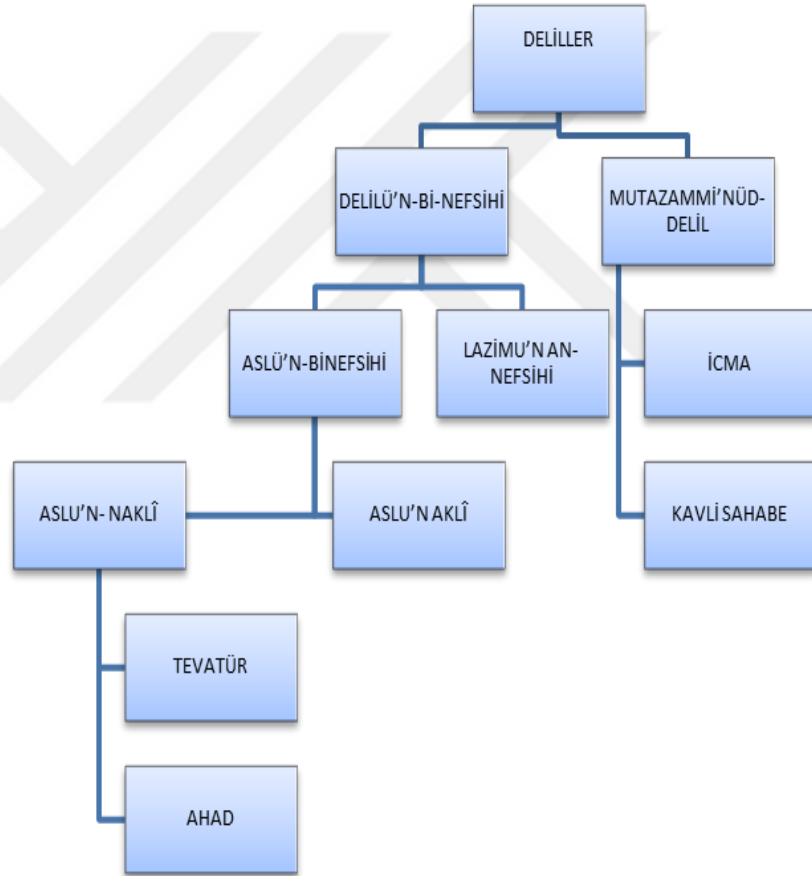 DELİLLER
DELİLÜ’N-Bİ-NEFSİHİ
MUTAZAMMİ’NÜD-
DELİL
ASLÜ’N-BİNEFSİHİ
LAZİMU’N AN-
NEFSİHİ
İCMA
ASLU’N- NAKLÎ
ASLU’N AKLÎ
KAVLİ SAHABE
TEVATÜR
AHAD